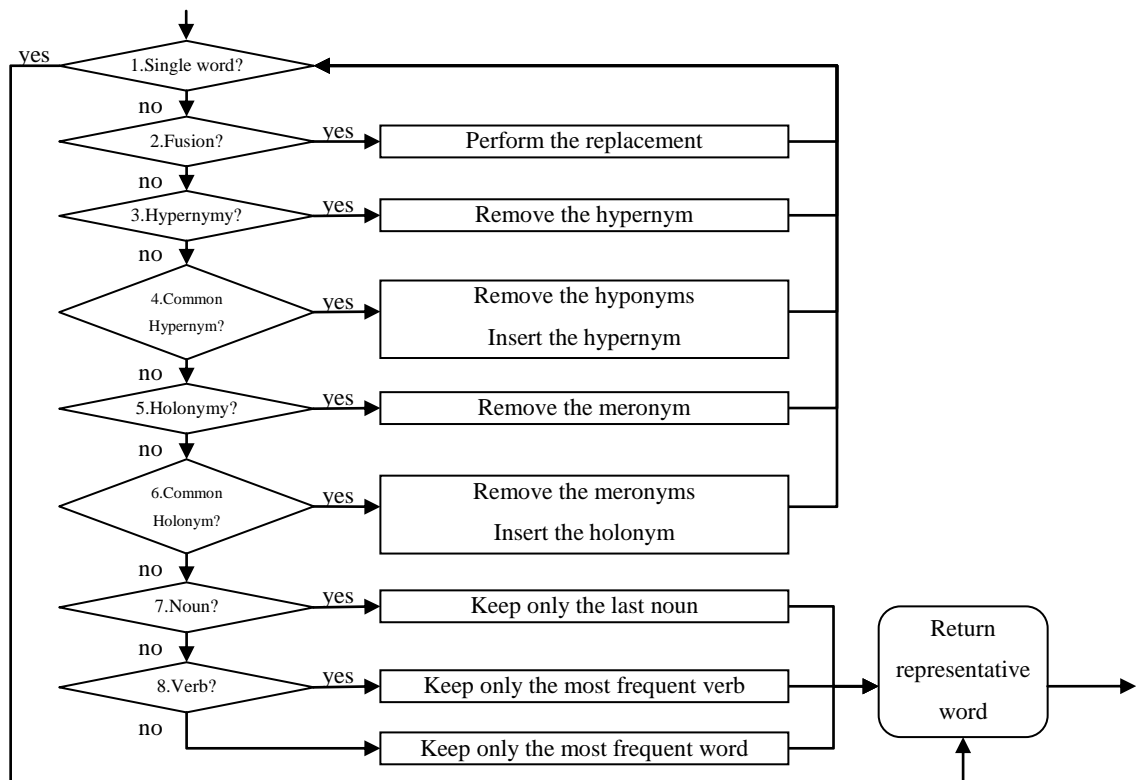 yes
1.Single word?
no
2.Fusion?
yes
Perform the replacement
no
3.Hypernymy?
yes
Remove the hypernym
no
4.Common
Hypernym?
yes
Remove the hyponyms
Insert the hypernym
no
5.Holonymy?
yes
Remove the meronym
no
6.Common
Holonym?
yes
Remove the meronyms
Insert the holonym
no
7.Noun?
yes
Keep only the last noun
no
8.Verb?
yes
Keep only the most frequent verb
no
Keep only the most frequent word
Return
representative
word